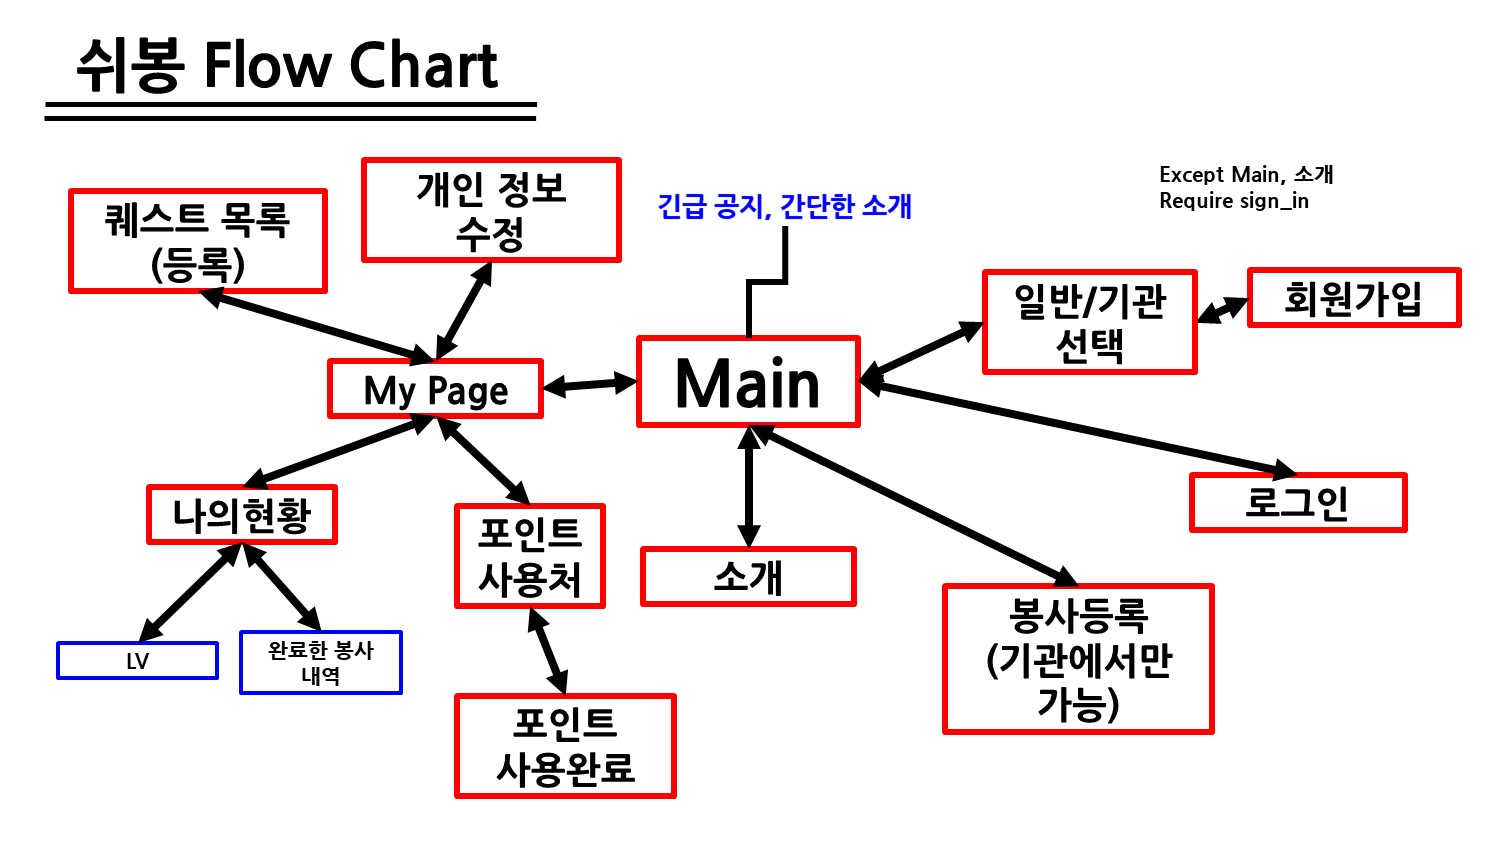 쉬봉 Flow Chart
Except Main, 소개
Require sign_in
긴급 공지, 간단한 소개
퀘스트 목록
(등록)
개인 정보
수정
일반/기관
선택
회원가입
My Page
Main
로그인
나의현황
포인트
사용처
소개
봉사등록
(기관에서만
가능)
LV
완료한 봉사
내역
포인트
사용완료